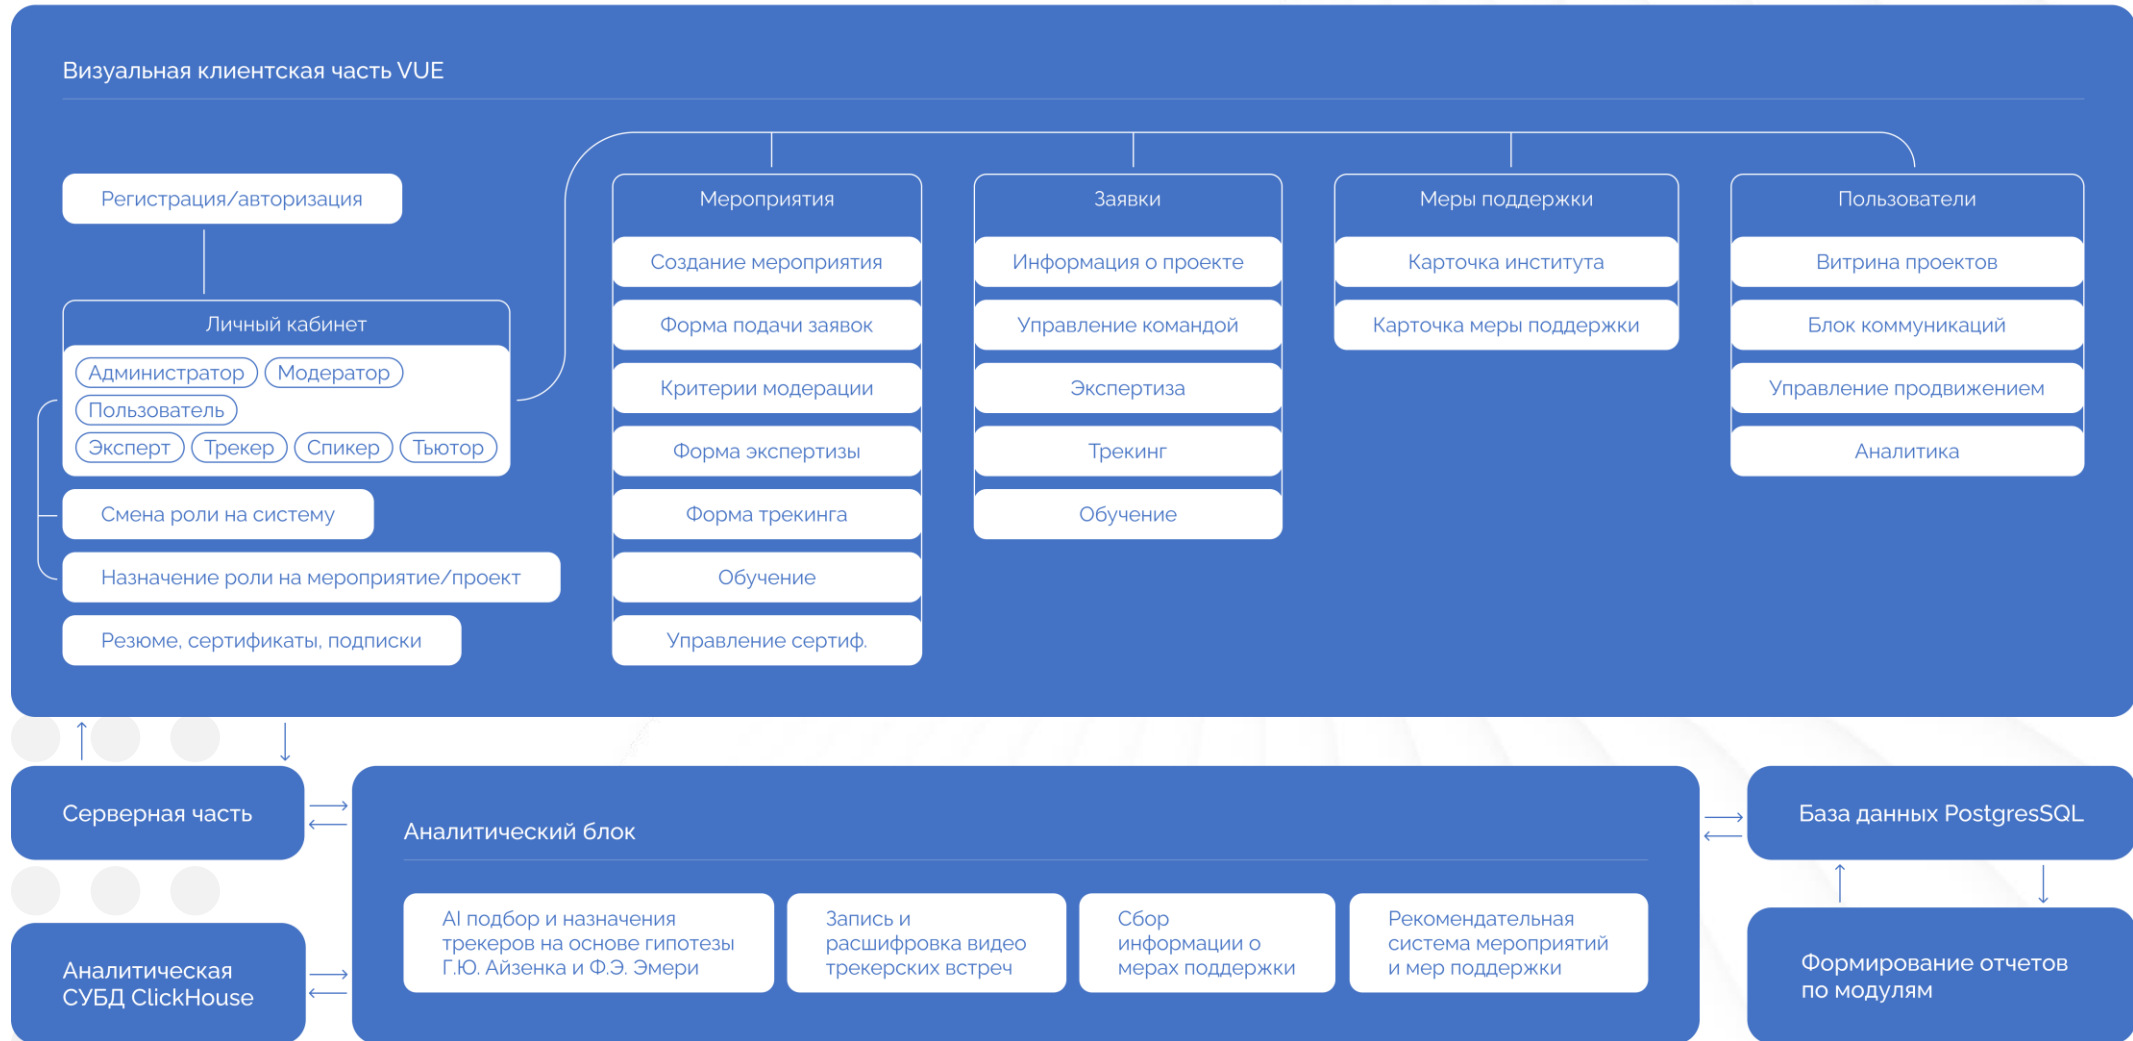 Визуальная клиентская часть VUE
Регистрация/авторизация
Личный кабинет
Администратор Модератор
Пользователь
Эксперт Трекер Спикер Тьютор
Смена роли на систему
Назначение роли на мероприятие/проект
Резюме, сертификаты, подписки
Мероприятия
Создание мероприятия
Форма подачи заявок
Критерии модерации
Форма экспертизы
Форма трекинга
Обучение
Управление сертиф.
Заявки
Информация о проекте
Управление командой
Экспертиза
Трекинг
Обучение
Меры поддержки
Карточка института
Карточка меры поддержки
Пользователи
Витрина проектов
Блок коммуникаций
Управление продвижением
Аналитика
Серверная часть
Аналитическая
СУБД ClickHouse
Аналитический блок
AI подбор и назначения
трекеров на основе гипотезы
Г.Ю. Айзенка и Ф.Э. Эмери
Запись и
расшифровка видео
трекерских встреч
Сбор
информации о
мерах поддержки
Рекомендательная
система мероприятий
и мер поддержки
База данных PostgresSQL
Формирование отчетов
по модулям